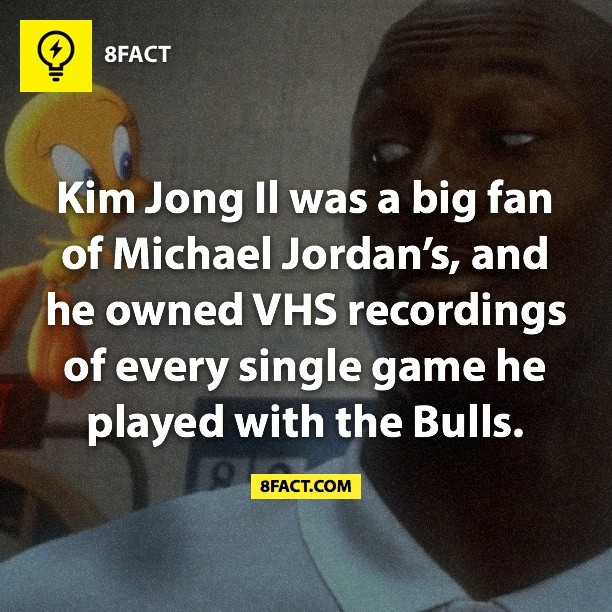 8FACT
Kim Jong Il was a big fan
of Michael Jordan’s, and
he owned VHS recordings
of every single game he
played with the Bulls.
8FACT.COM